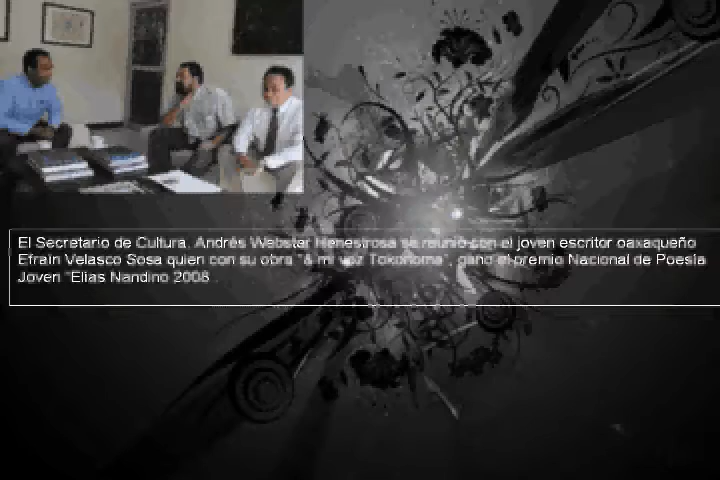 El Secretario de Cultura, Andrés Webster Henestrosa se reunió con el joven escritor oaxaqueño
Efraín Velasco Sosa quien con su obra "& mi voz Tokonoma", gano el premio Nacional de Poesía
Joven "Elías Nandino 2008